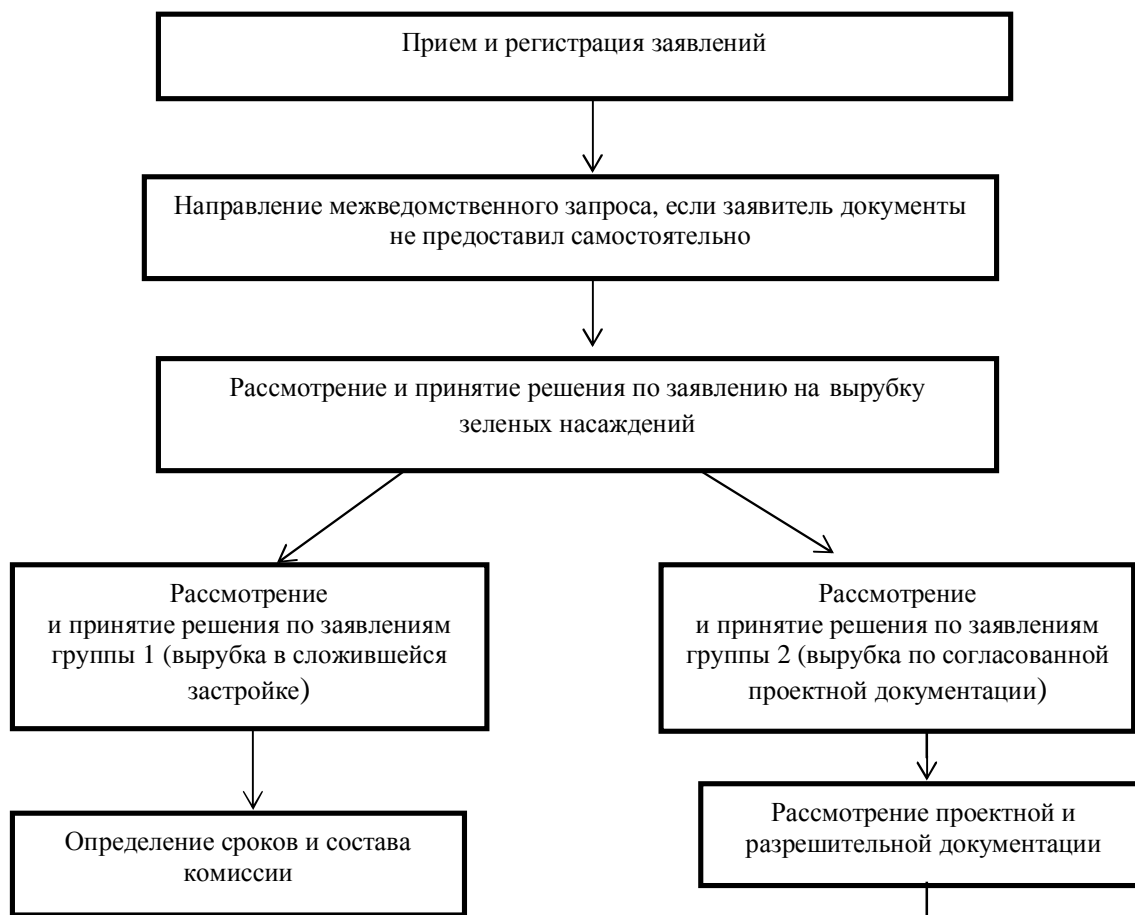 Прием и регистрация заявлений
Направление межведомственного запроса, если заявитель документы
не предоставил самостоятельно
Рассмотрение и принятие решения по заявлению на вырубку
зеленых насаждений
Рассмотрение
и принятие решения по заявлениям
группы 1 (вырубка в сложившейся
застройке)
Рассмотрение
и принятие решения по заявлениям
группы 2 (вырубка по согласованной
проектной документации)
Определение сроков и состава
комиссии
Рассмотрение проектной и
разрешительной документации